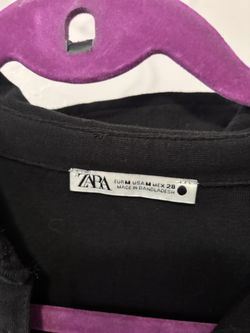 ZARA
EUR M USA M MEX 28
MADE IN BANGLADESH